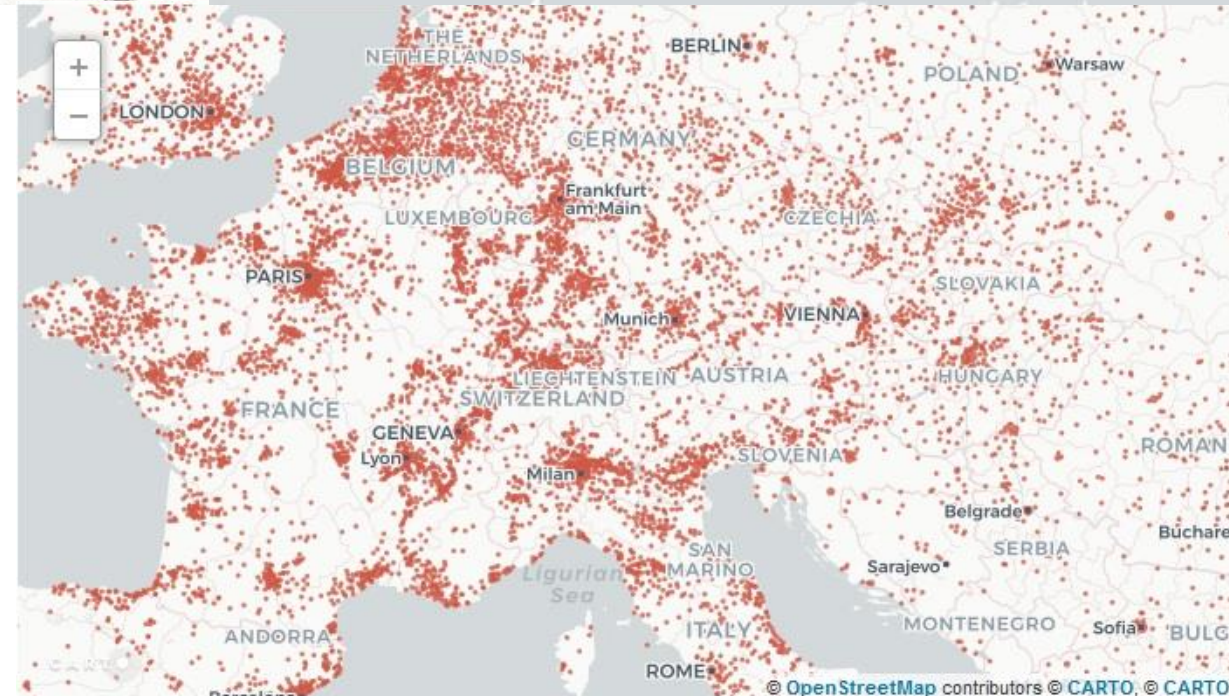 +
−
THE
NETHERLANDS
BERLIN
POLAND
Warsaw
LONDON
GERMANY
BELGIUM
Frankfurt
am Main
LUXEMBOURG
CZECHIA
PARIS
SLOVAKIA
Munich
VIENNA
LIECHTENSTEIN
AUSTRIA
HUNGARY
SWITZERLAND
FRANCE
GENEVA
Lyon
SLOVENIA
ROMAN
Milan
Belgrade
Buchare
SAN
MARINO
SERBIA
Sarajevo
Ligurian
Sea
ANDORRA
ITALY
MONTENEGRO
Sofia
BULG
CARTO
ROME
Barcelona
© OpenStreetMap contributors © CARTO, © CARTO